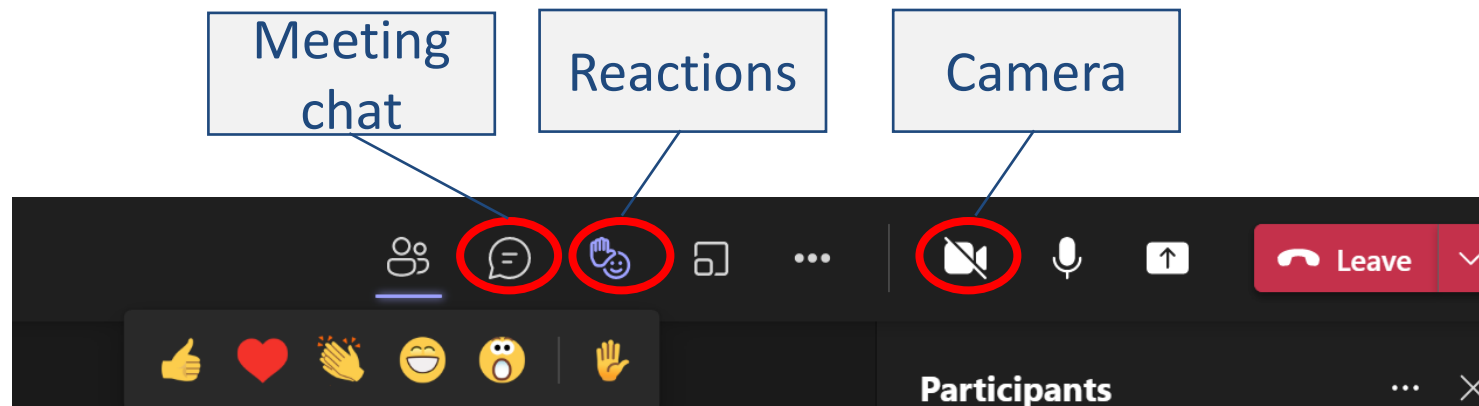 Meeting
chat
Reactions
Camera
Leave
Participants